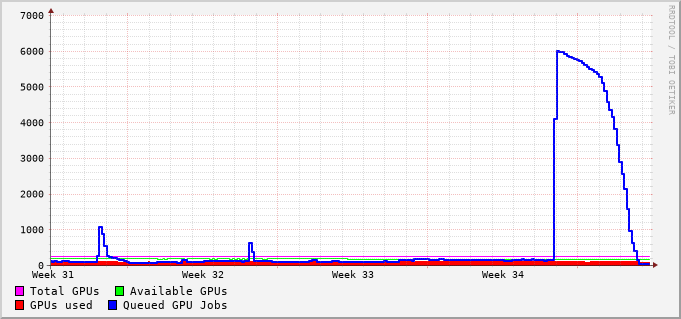 7000
6000
5000
4000
3000
2000
1000
0
Week 31 Week 32 Week 33 Week 34
Total GPUs Available GPUs
GPUs used Queued GPU Jobs
RRDTOOL / TOBI OETIKER